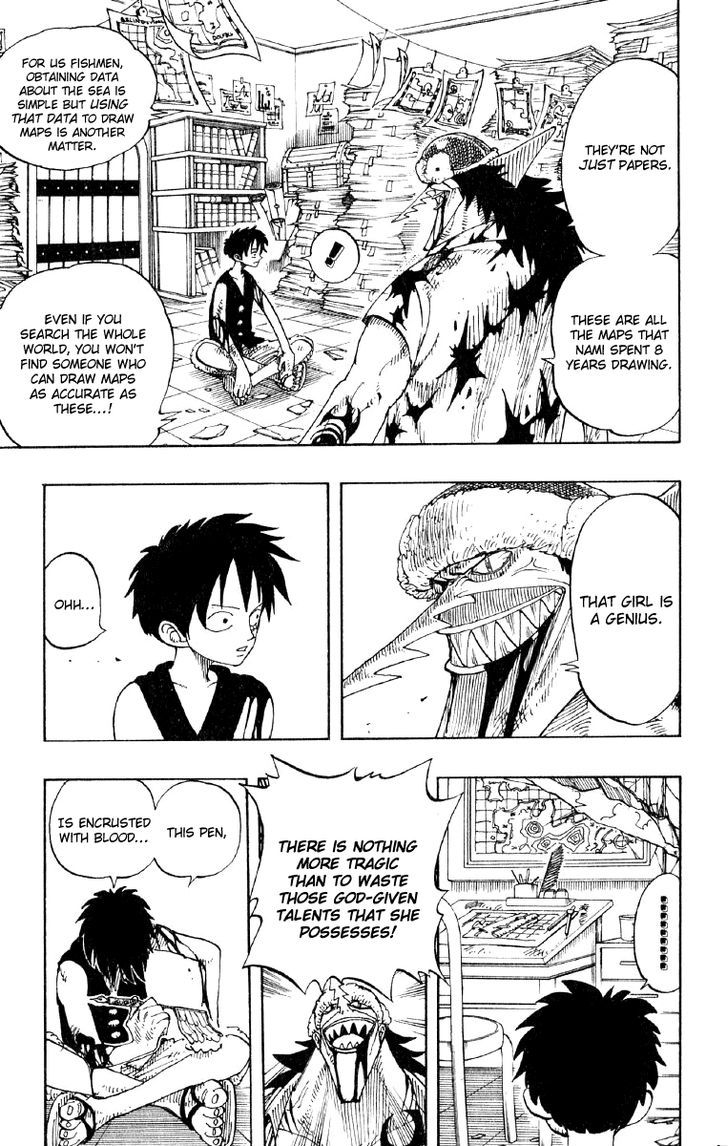 THEY'RE NOT
JUST PAPERS.
THESE ARE ALL
THE MAPS THAT
NAMI SPENT 8
YEARS DRAWING.
FOR US FISHMEN,
OBTAINING DATA
ABOUT THE SEA IS
SIMPLE BUT USING
THAT DATA TO DRAW
MAPS IS ANOTHER
MATTER.
!
EVEN IF YOU
SEARCH THE WHOLE
WORLD, YOU WON'T
FIND SOMEONE WHO
CAN DRAW MAPS
AS ACCURATE AS
THESE...!
THAT GIRL IS
A GENIUS.
OHH...
THERE IS NOTHING
MORE TRAGIC
THAN TO WASTE
THOSE GOD-GIVEN
TALENTS THAT SHE
POSSESSES!
THIS PEN,
IS ENCRUSTED
WITH BLOOD...